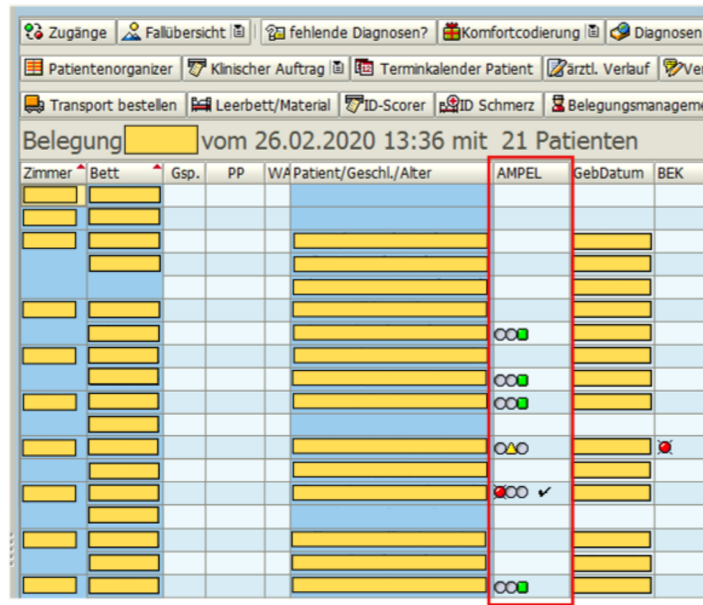 Zugänge Fallübersicht fehlende Diagnosen? Komfortcodierung Diagnosen
Patientenorganizer Klinischer Auftrag Terminkalender Patient ärztl. Verlauf Ver
Transport bestellen Leerbett/Material ID-Scorer ID Schmerz Belegungsmanageme
Belegung vom 26.02.2020 13:36 mit 21 Patienten
Zimmer Bett Gsp. PP WA Patient/Geschl./Alter AMPEL GebDatum BEK